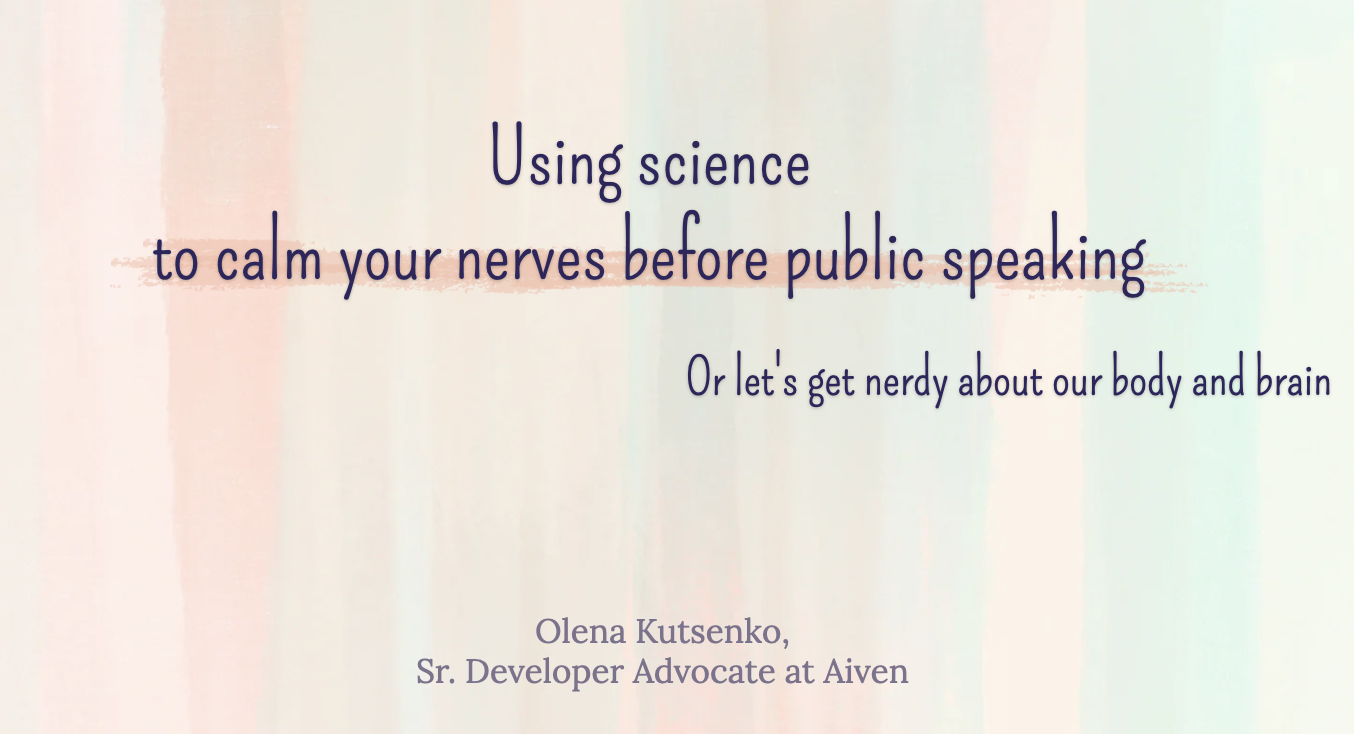 Using science
to calm your nerves before public speaking
Or let's get nerdy about our body and brain
Olena Kutsenko,
Sr. Developer Advocate at Aiven